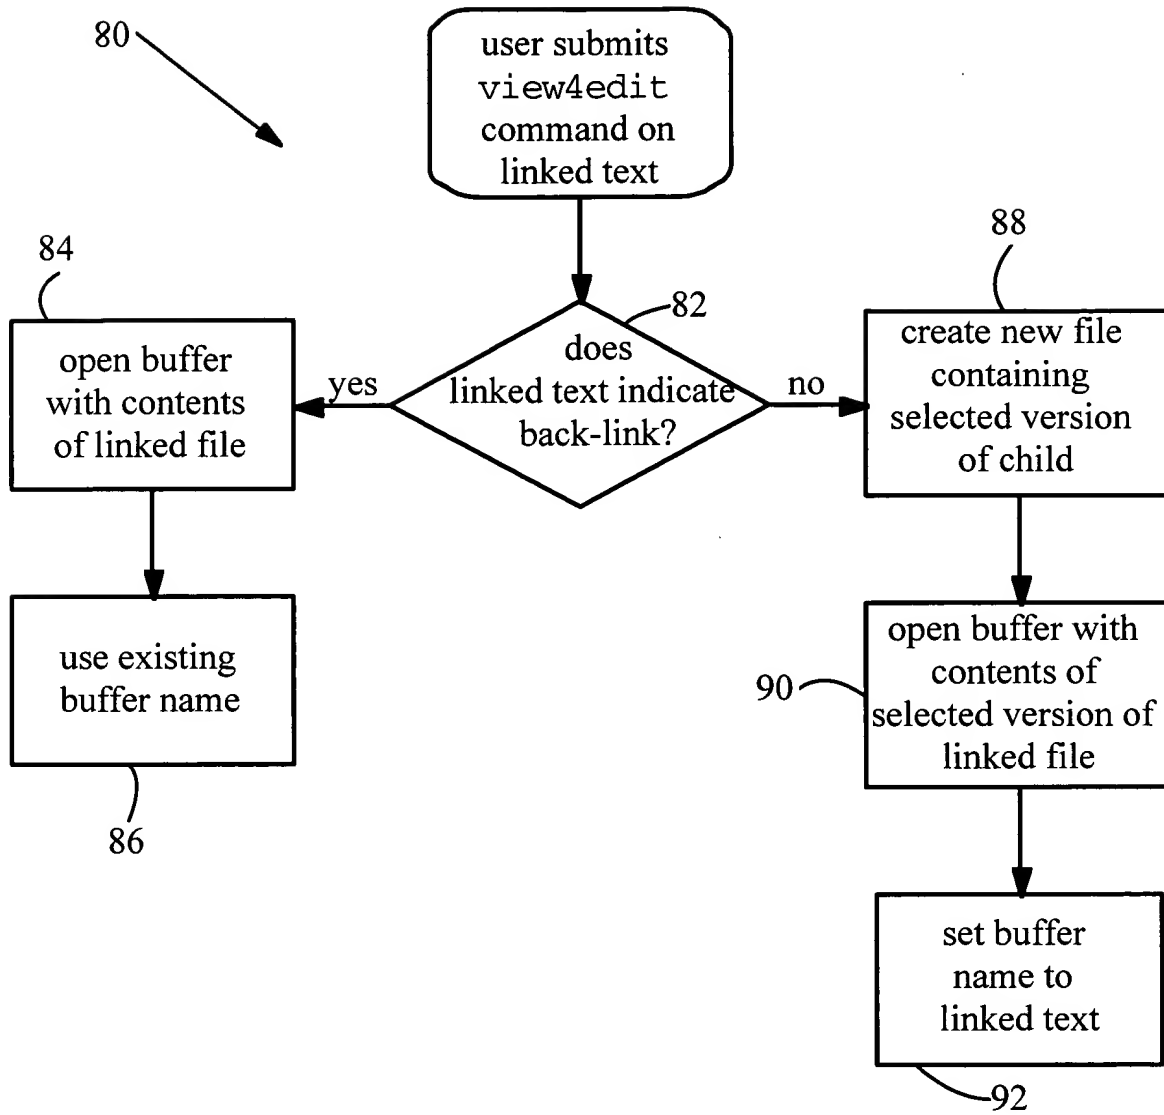 80
user submits
view4edit
command on
linked text
84
88
82
open buffer
with contents
of linked file
yes
does
linked text indicate
back-link?
no
create new file
containing
selected version
of child
use existing
buffer name
86
90
open buffer with
contents of
selected version of
linked file
set buffer
name to
linked text
92